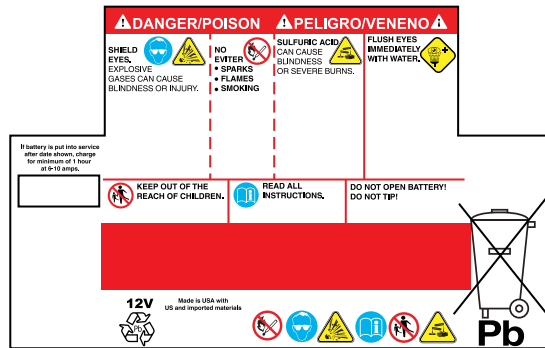 DANGER/POISON
PELIGRO/VENENO
SHIELD
EYES.
EXPLOSIVE
GASES CAN CAUSE
BLINDNESS OR INJURY.
NO
EVITER
• SPARKS
• FLAMES
• SMOKING
SULFURIC ACID
CAN CAUSE
BLINDNESS
OR SEVERE BURNS.
FLUSH EYES
IMMEDIATELY
WITH WATER.
If battery is put into service
after date shown, charge
for minimum of 1 hour
at 6-10 amps.
KEEP OUT OF THE
REACH OF CHILDREN.
READ ALL
INSTRUCTIONS.
DO NOT OPEN BATTERY!
DO NOT TIP!
12V
Pb
Made is USA with
US and imported materials
Pb